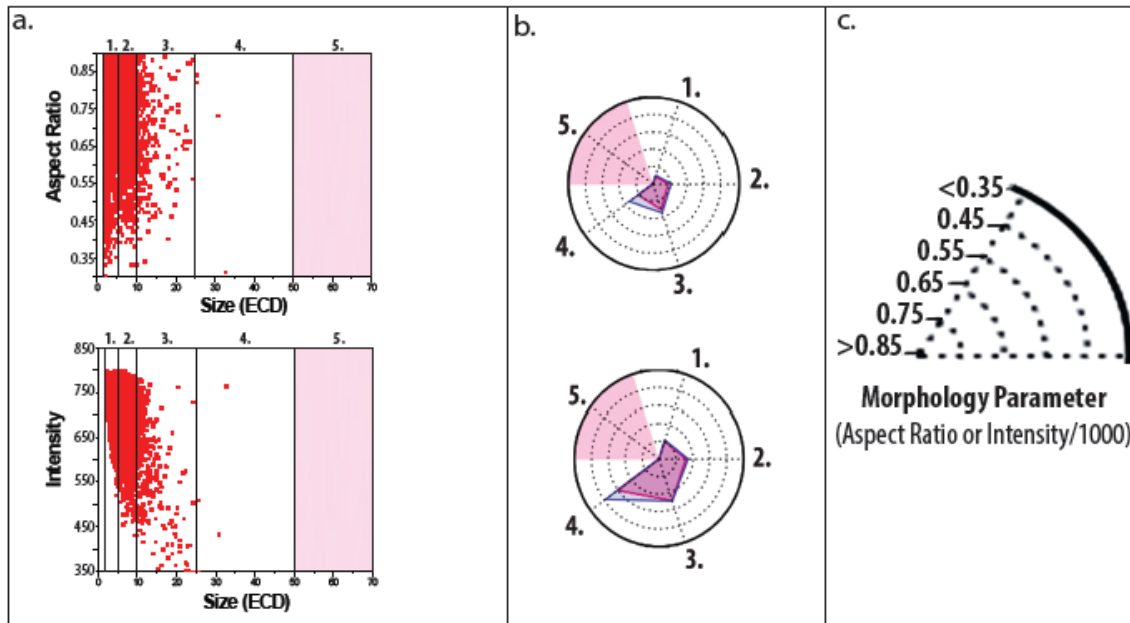 a.
1. 2. 3. 4. 5.
0.85
0.75
0.65
0.55
0.45
0.35
Aspect Ratio
0 10 20 30 40 50 60 70
Size (ECD)
1. 2. 3. 4. 5.
850
750
650
550
450
350
Intensity
0 10 20 30 40 50 60 70
Size (ECD)
b.
1.
5.
2.
4.
3.
1.
5.
2.
4.
3.
c.
<0.35
0.45
0.55
0.65
0.75
>0.85
Morphology Parameter
(Aspect Ratio or Intensity/1000)